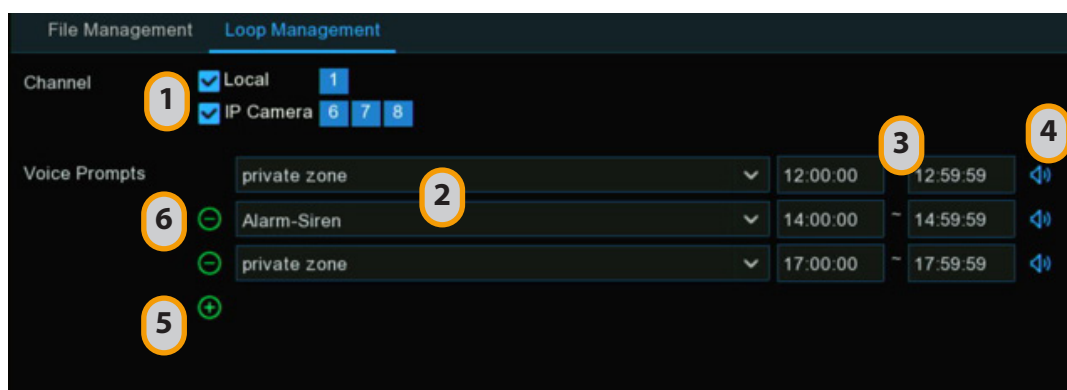 File Management Loop Management
Channel 1 Local 1
IP Camera 6 7 8
Voice Prompts private zone 2 12:00:00 3 12:59:59 4
6 Alarm-Siren 14:00:00 ~ 14:59:59
private zone 17:00:00 ~ 17:59:59
5